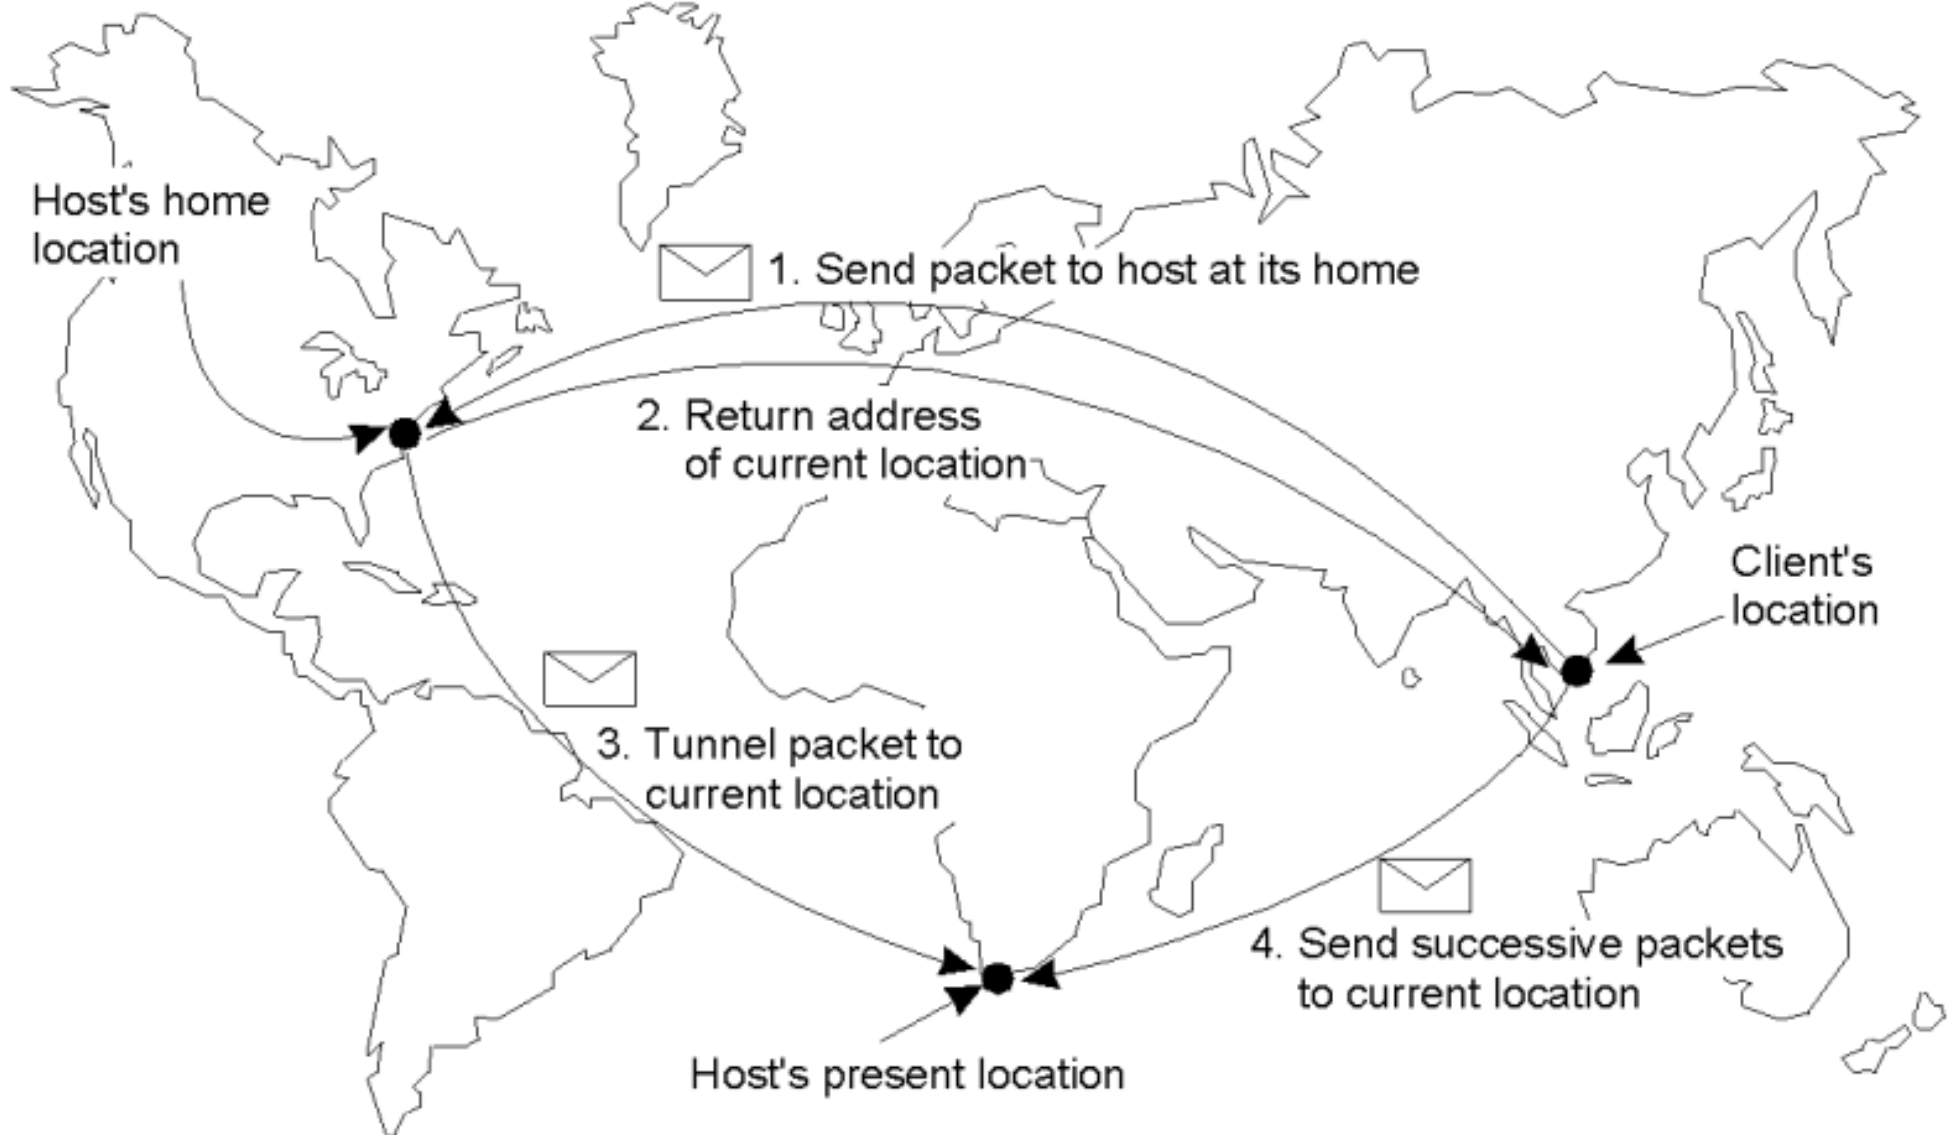 Host's home
location
1. Send packet to host at its home
2. Return address
of current location
Client's
location
3. Tunnel packet to
current location
4. Send successive packets
to current location
Host's present location